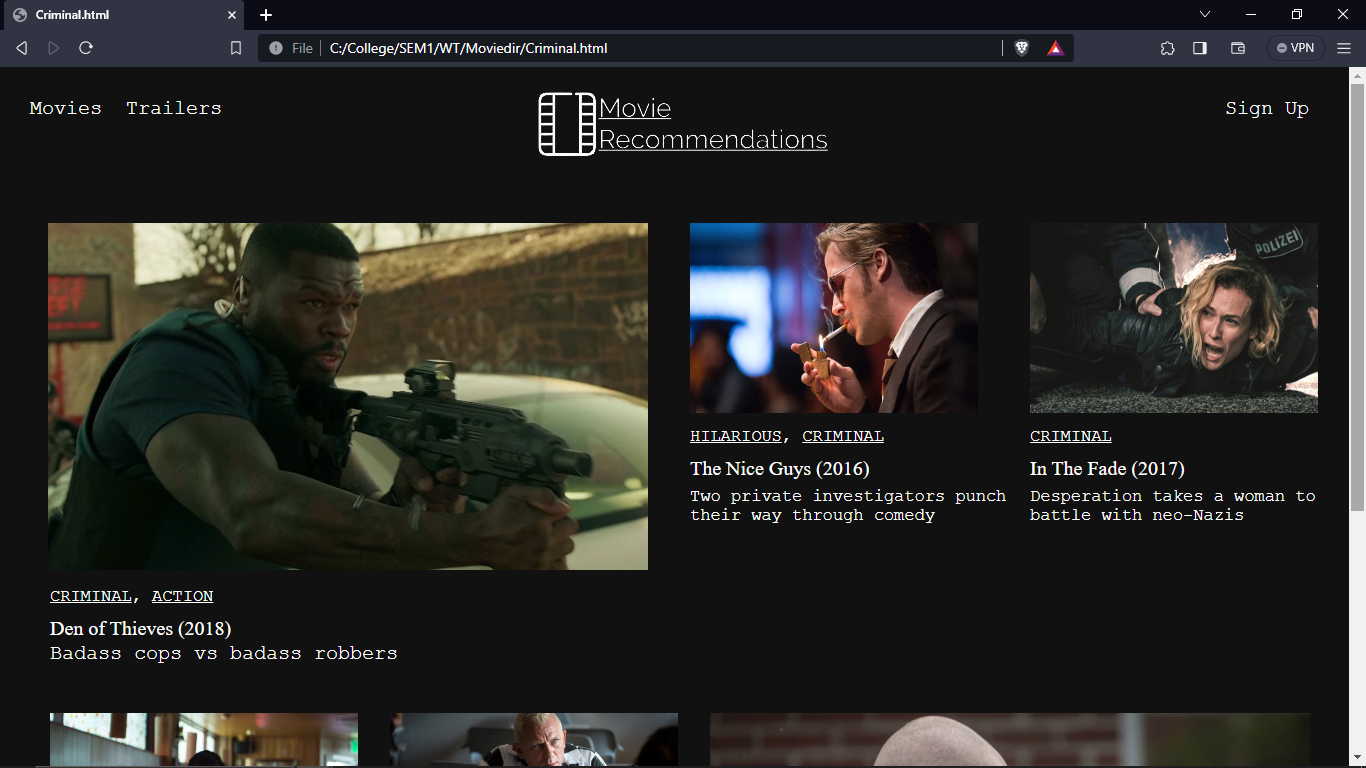 Criminal.html
File
C:/College/SEM1/WT/Moviedir/Criminal.html
VPN
Movies Trailers
Movie
Recommendations
Sign Up
POLIZEI
HILARIOUS, CRIMINAL
The Nice Guys (2016)
Two private investigators punch
their way through comedy
CRIMINAL
In The Fade (2017)
Desperation takes a woman to
battle with neo-Nazis
CRIMINAL, ACTION
Den of Thieves (2018)
Badass cops vs badass robbers